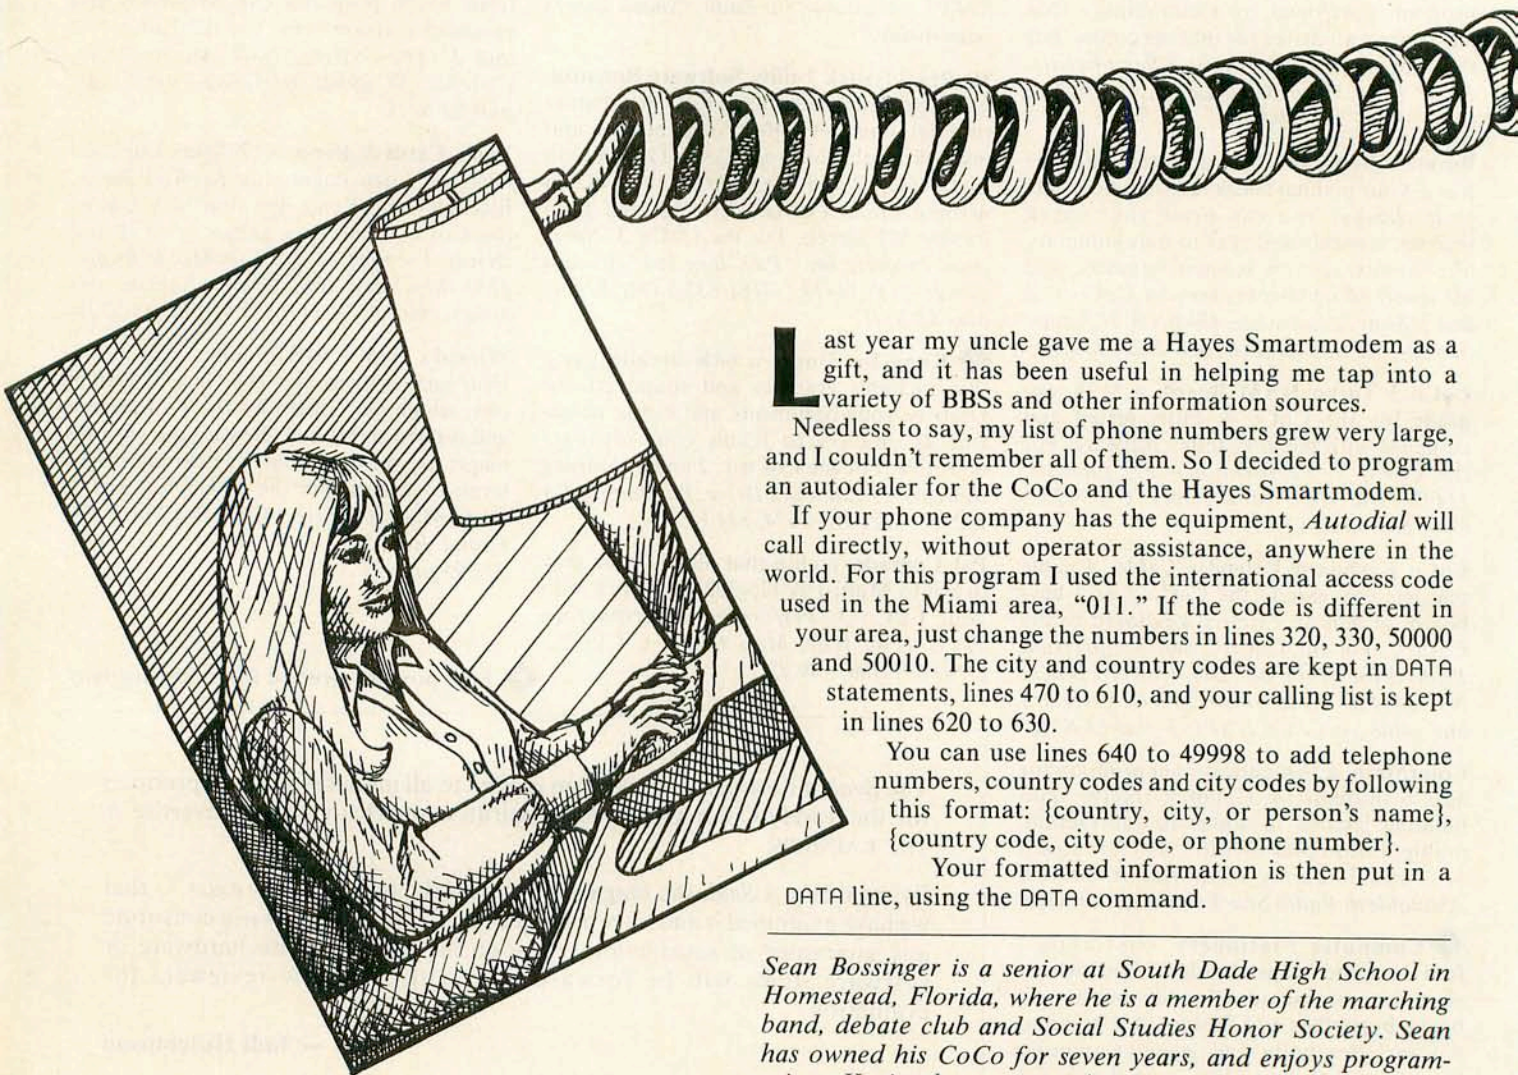 Last year my uncle gave me a Hayes Smartmodem as a
gift, and it has been useful in helping me tap into a
variety of BBSs and other information sources.
Needless to say, my list of phone numbers grew very large,
and I couldn't remember all of them. So I decided to program
an autodialer for the CoCo and the Hayes Smartmodem.
If your phone company has the equipment, Autodial will
call directly, without operator assistance, anywhere in the
world. For this program I used the international access code
used in the Miami area, “011.” If the code is different in
your area, just change the numbers in lines 320, 330, 50000
and 50010. The city and country codes are kept in DATA
statements, lines 470 to 610, and your calling list is kept
in lines 620 to 630.
You can use lines 640 to 49998 to add telephone
numbers, country codes and city codes by following
this format: {country, city, or person's name},
{country code, city code, or phone number}.
Your formatted information is then put in a
DATA line, using the DATA command.
Sean Bossinger is a senior at South Dade High School in
Homestead, Florida, where he is a member of the marching
band, debate club and Social Studies Honor Society. Sean
has owned his CoCo for seven years, and enjoys program-